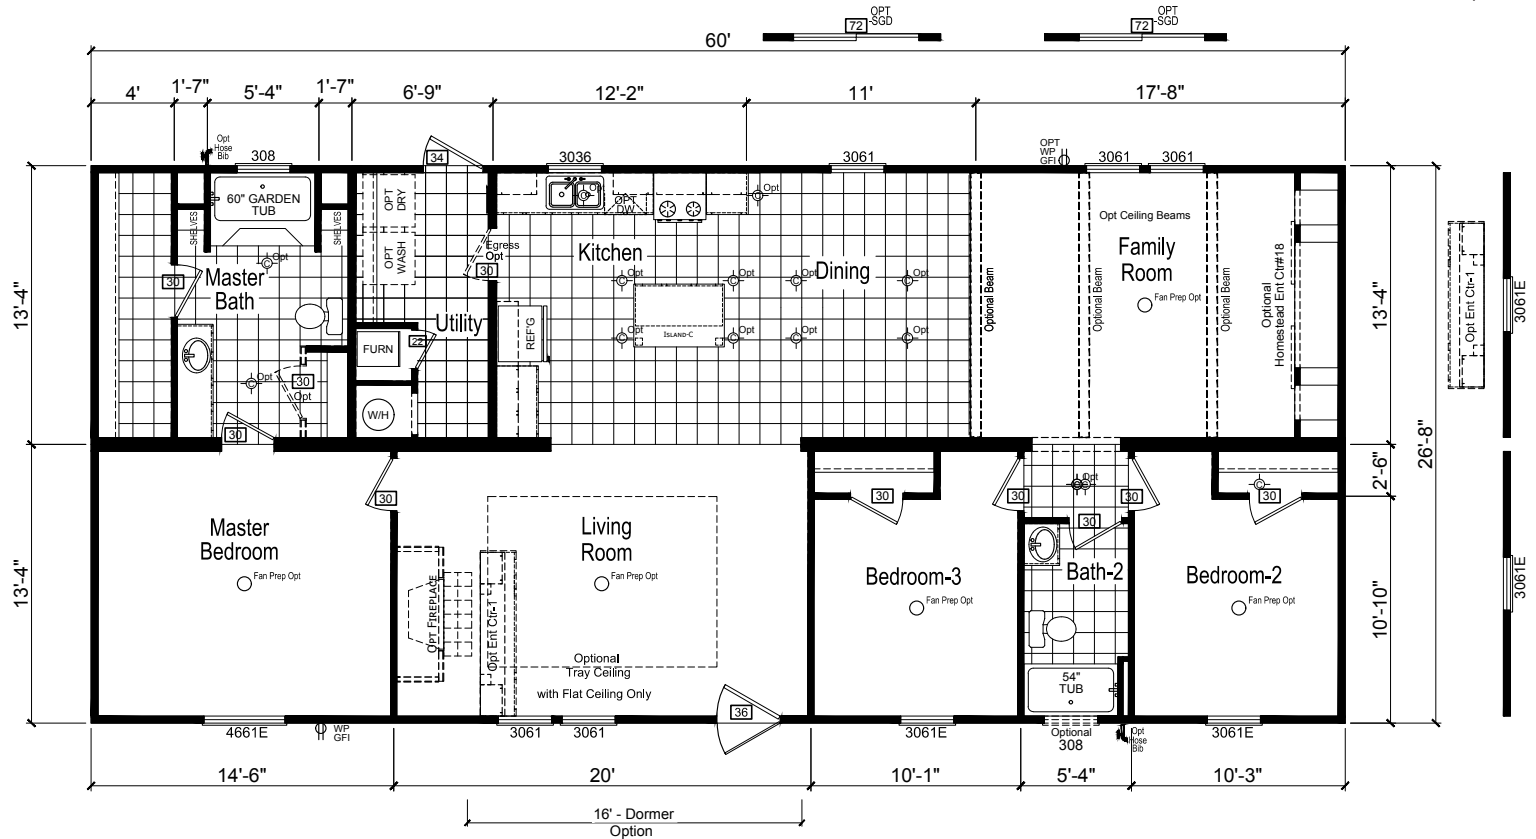 OPT
-SGD
72
OPT
-SGD
72
60'
4'
1'-7"
5'-4"
1'-7"
6'-9"
12'-2"
11'
17'-8"
Opt
Hose
Bib
308
34
3036
3061
OPT
WP
GFI
3061
3061
60" GARDEN
TUB
SHELVES
SHELVES
OPT
DRY
OPT
WASH
Opt
OPT
DW
Opt
Opt Ceiling Beams
Egress
Opt
30
Kitchen
Dining
Family
Room
Fan Prep Opt
Master
Bath
Opt
30
Utility
22
FURN
W/H
REF'G
Opt
Opt
Opt
Opt
Opt
Opt
Opt
Opt
ISLAND-C
Optional Beam
Optional Beam
Optional Beam
Optional
Homestead Ent Ctr#18
Opt Ent Ctr-1
3061E
13'-4"
13'-4"
26'-8"
Opt
30
Opt
30
30
30
30
Opt
30
30
30
2'-6"
Master
Bedroom
Fan Prep Opt
Living
Room
Fan Prep Opt
Bedroom-3
Fan Prep Opt
Bath-2
Bedroom-2
Fan Prep Opt
3061E
13'-4"
10'-10"
OPT FIREPLACE
Opt Ent Ctr-1
Optional
Tray Ceiling
with Flat Ceiling Only
54"
TUB
36
4661E
WP
GFI
3061
3061
3061E
Optional
308
Opt
Hose
Bib
3061E
14'-6"
20'
10'-1"
5'-4"
10'-3"
16' - Dormer
Option